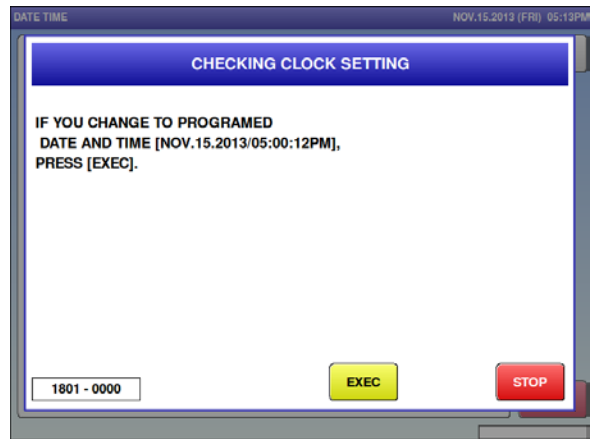 DATE TIME NOV.15.2013 (FRI) 05:13PM
CHECKING CLOCK SETTING
IF YOU CHANGE TO PROGRAMED
DATE AND TIME [NOV.15.2013/05:00:12PM],
PRESS [EXEC].
1801 - 0000 EXEC STOP